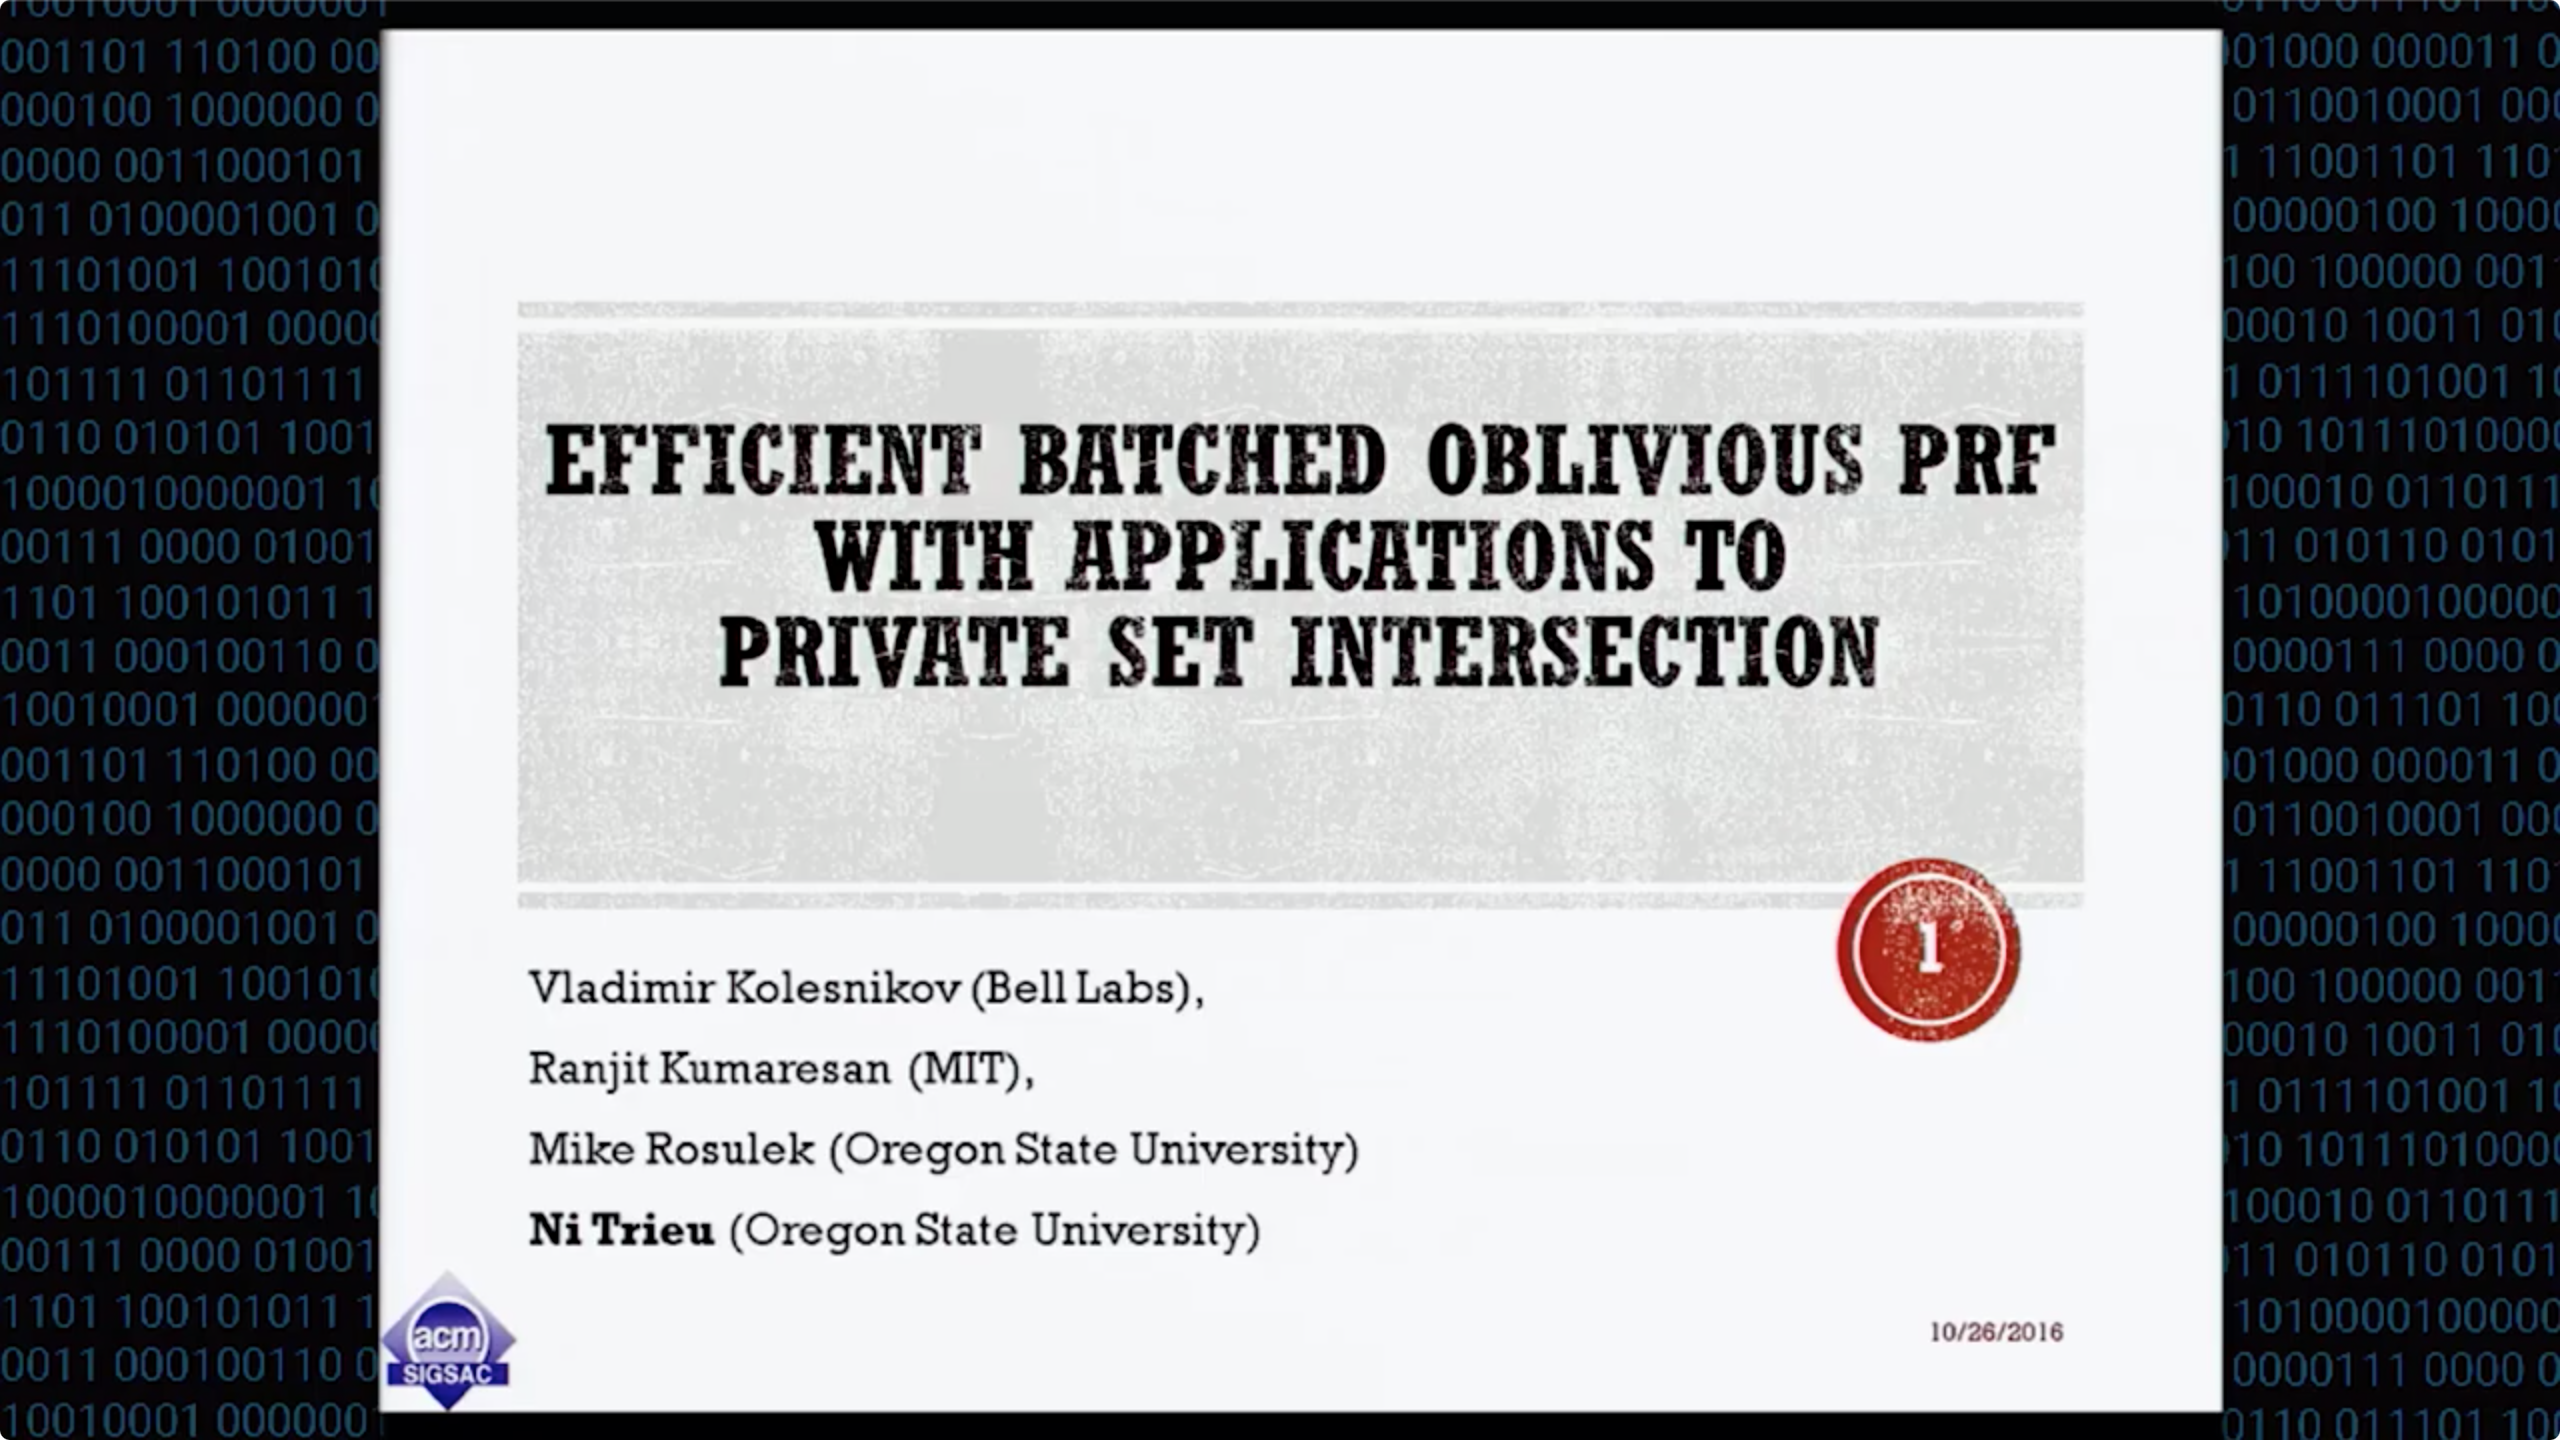 EFFICIENT BATCHED OBLIVIOUS PRF
WITH APPLICATIONS TO
PRIVATE SET INTERSECTION
1
Vladimir Kolesnikov (Bell Labs),
Ranjit Kumaresan (MIT),
Mike Rosulek (Oregon State University)
Ni Trieu (Oregon State University)
acm
SIGSAC
10/26/2016